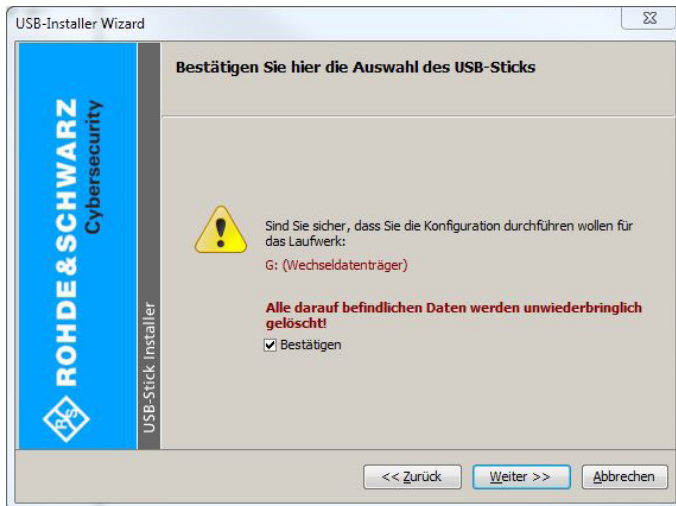 USB-Installer Wizard
ROHDE & SCHWARZ
Cybersecurity
R&S
USB-Stick Installer
Bestätigen Sie hier die Auswahl des USB-Sticks
Sind Sie sicher, dass Sie die Konfiguration durchführen wollen für
das Laufwerk:
G: (Wechseldatenträger)
Alle darauf befindlichen Daten werden unwiederbringlich
gelöscht!
Bestätigen
<< Zurück
Weiter >>
Abbrechen